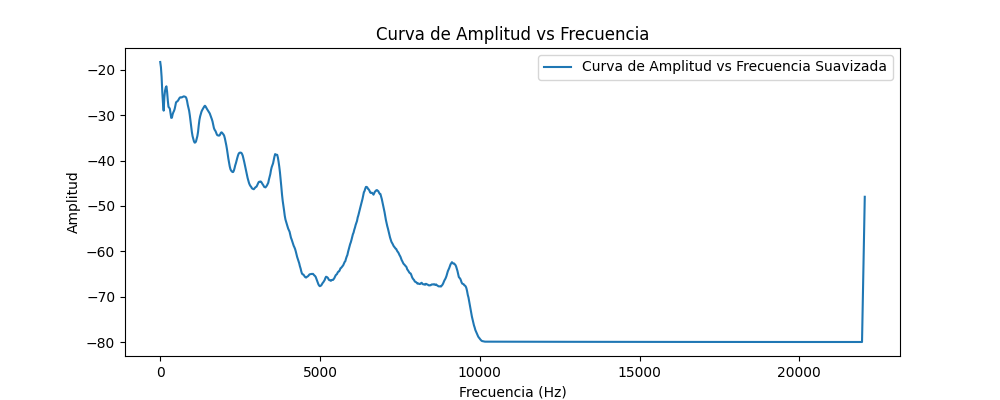 Curva de Amplitud vs Frecuencia
Curva de Amplitud vs Frecuencia Suavizada
Amplitud
−20
−30
−40
−50
−60
−70
−80
0 5000 10000 15000 20000
Frecuencia (Hz)